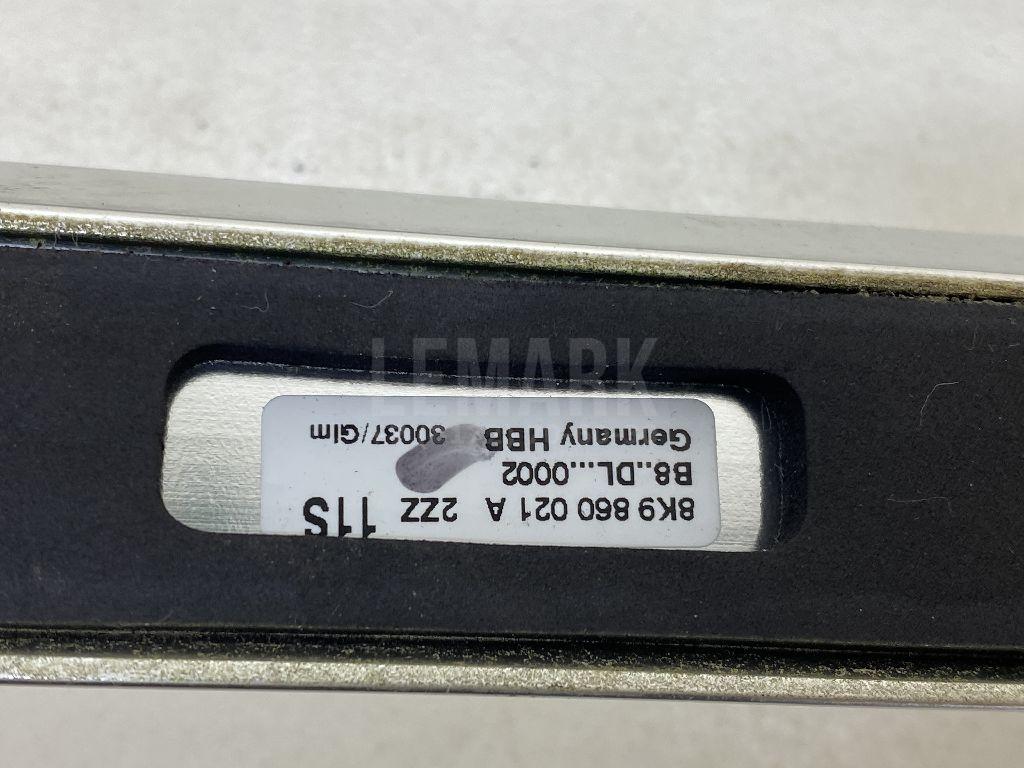 LEMARK
8K9 860 021 A 2ZZ 11S
B8..DL....0002
Germany HBB 30037/Glm